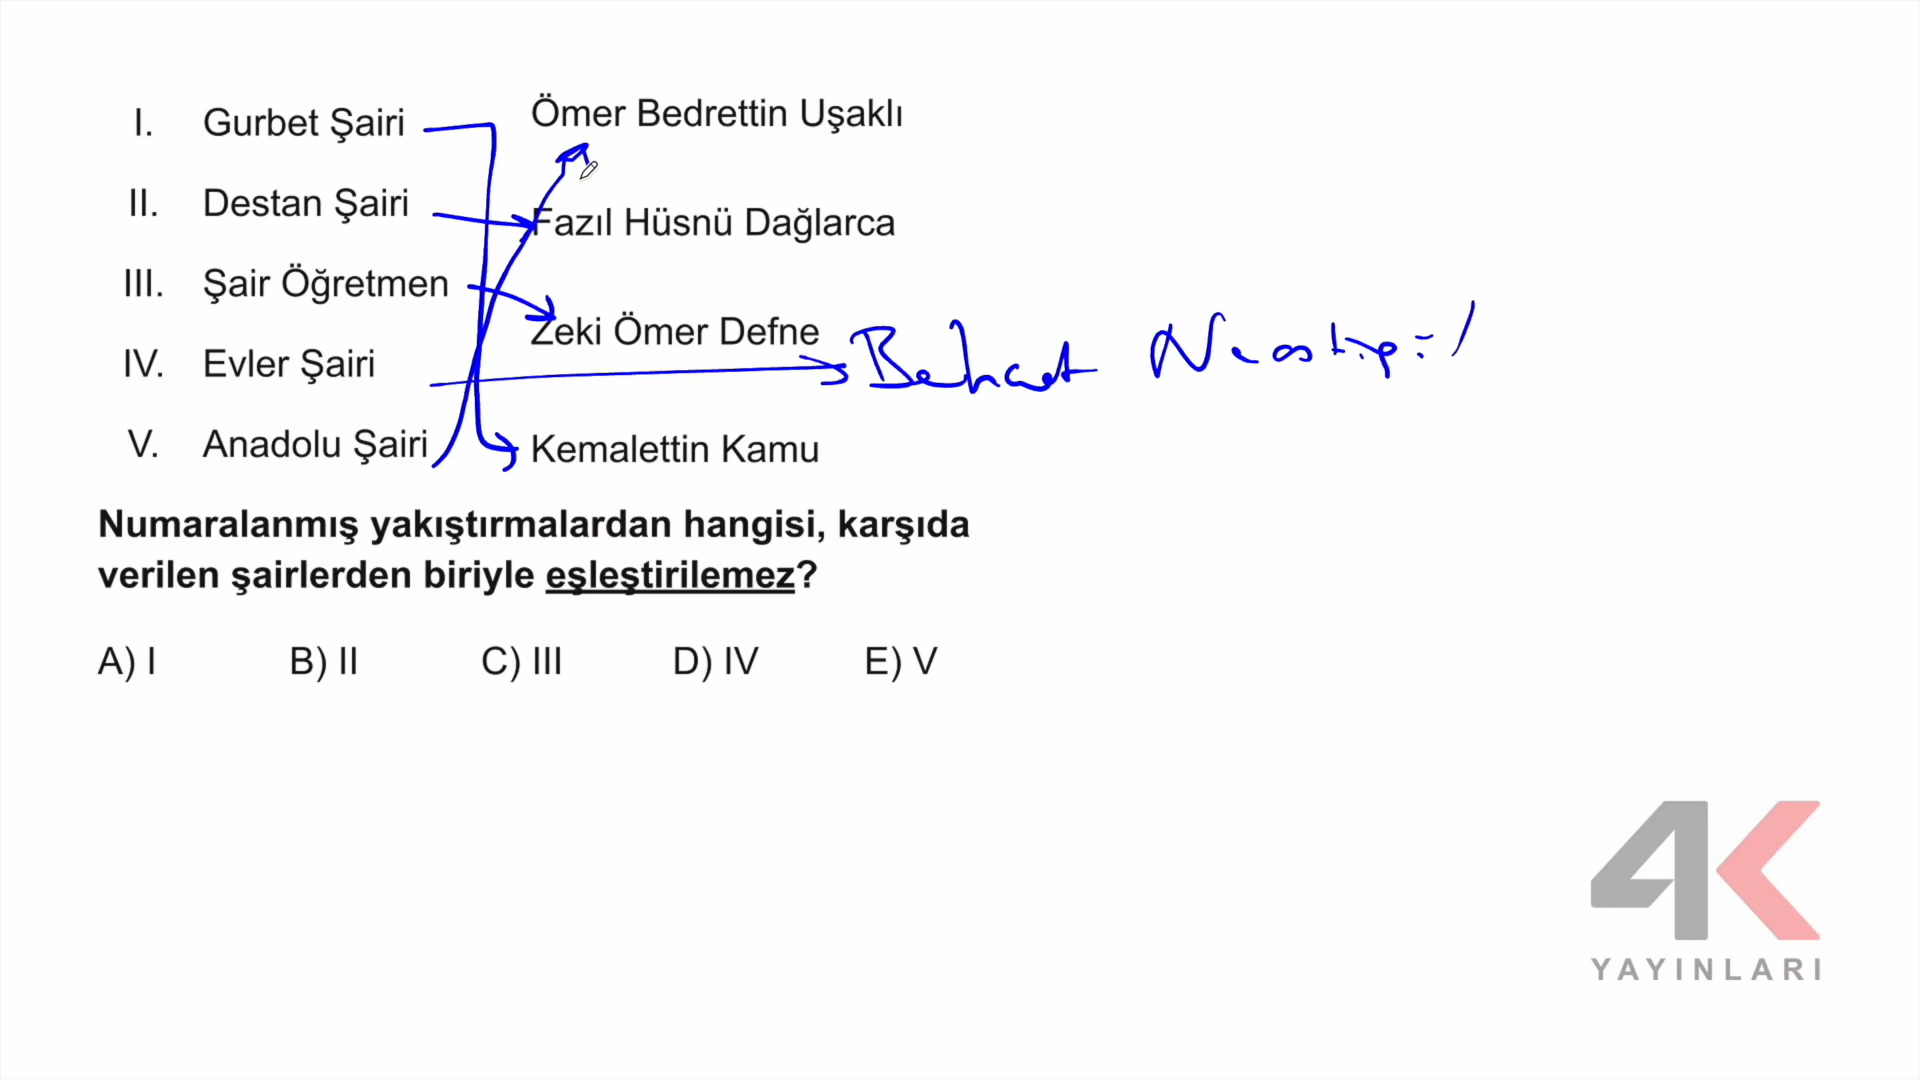 I. Gurbet Şairi
II. Destan Şairi
III. Şair Öğretmen
IV. Evler Şairi
V. Anadolu Şairi
Ömer Bedrettin Uşaklı
Fazıl Hüsnü Dağlarca
Zeki Ömer Defne
Kemalettin Kamu
Behçet Necatigil
Numaralanmış yakıştırmalardan hangisi, karşıda
verilen şairlerden biriyle eşleştirilemez?
A) I B) II C) III D) IV E) V
4K
YAYINLARI